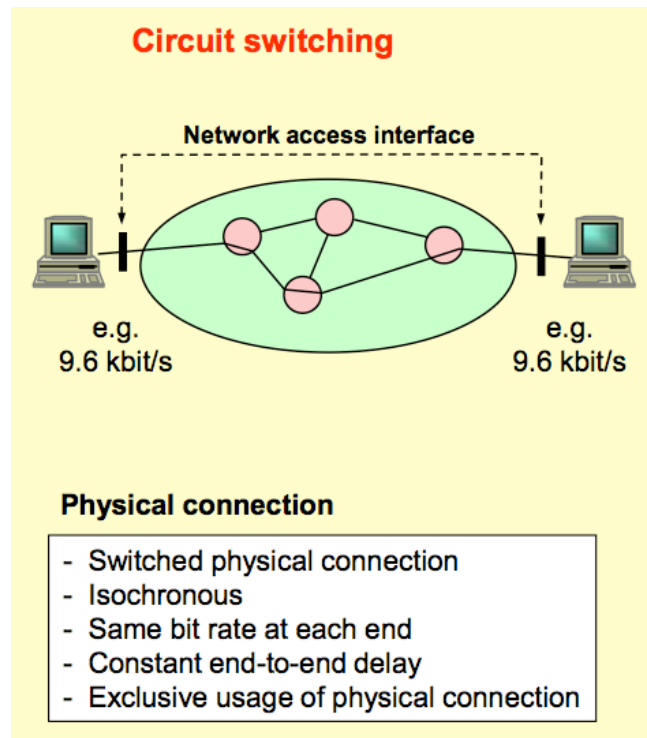 Circuit switching
Network access interface
e.g.
9.6 kbit/s
e.g.
9.6 kbit/s
Physical connection
- Switched physical connection
- Isochronous
- Same bit rate at each end
- Constant end-to-end delay
- Exclusive usage of physical connection